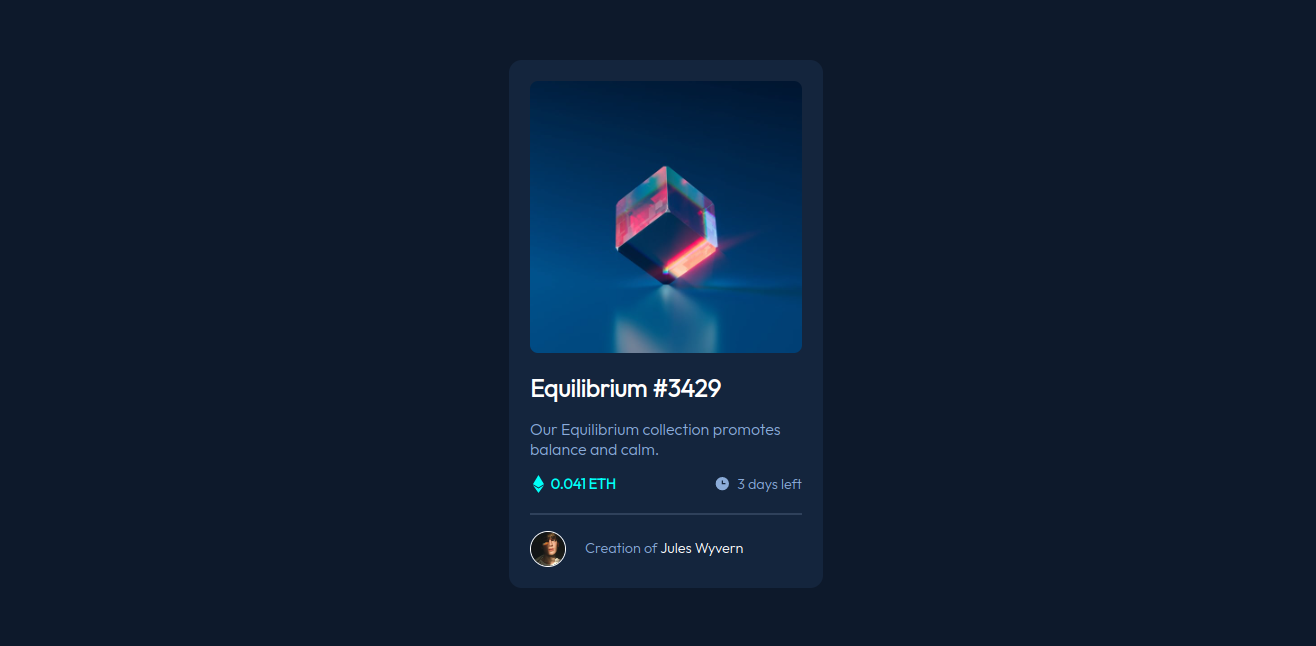 Equilibrium #3429
Our Equilibrium collection promotes
balance and calm.
0.041 ETH
3 days left
Creation of Jules Wyvern